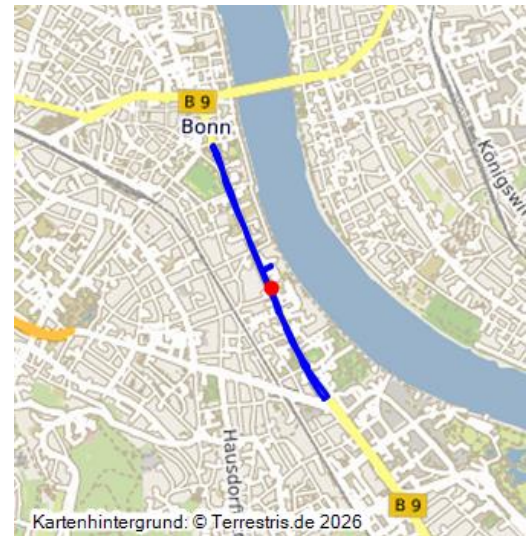 B 9
Bonn
Königswi
Hausdorf
B 9
Kartenhintergrund: © Terrestris.de 2026